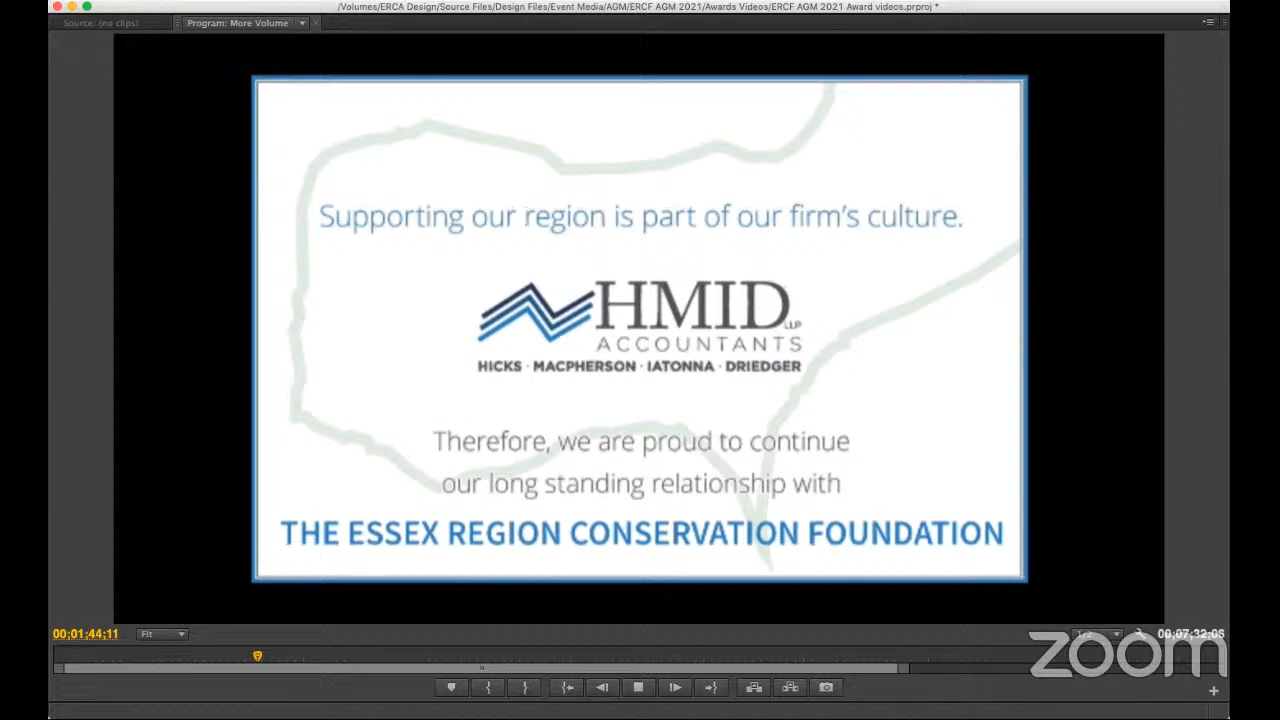 /Volumes/ERCA Design/Source Files/Design Files/Event Media/AGM/ERCF AGM 2021/Awards Videos/ERCF AGM 2021 Award videos.prproj *
Source: (no clips)
Program: More Volume
Supporting our region is part of our firm's culture.
HMID LLP
ACCOUNTANTS
HICKS · MACPHERSON · IATONNA · DRIEDGER
Therefore, we are proud to continue
our long standing relationship with
THE ESSEX REGION CONSERVATION FOUNDATION
00;01;44;11
Fit
1/2
00;07;32;06
zoom